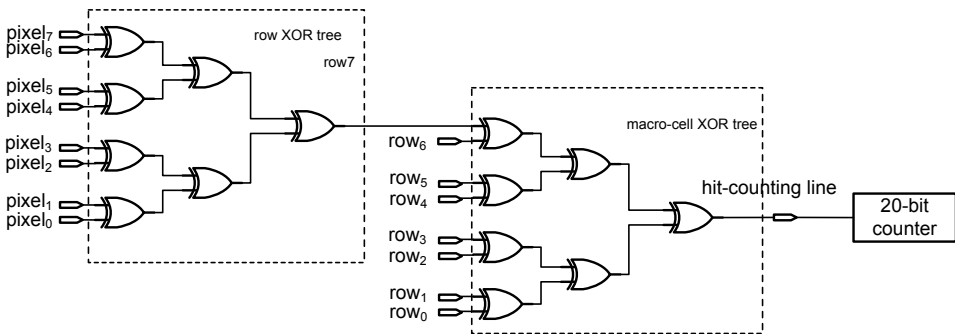 pixel₇
pixel₆
pixel₅
pixel₄
pixel₃
pixel₂
pixel₁
pixel₀
row XOR tree
row7
row₆
row₅
row₄
row₃
row₂
row₁
row₀
macro-cell XOR tree
hit-counting line
20-bit
counter